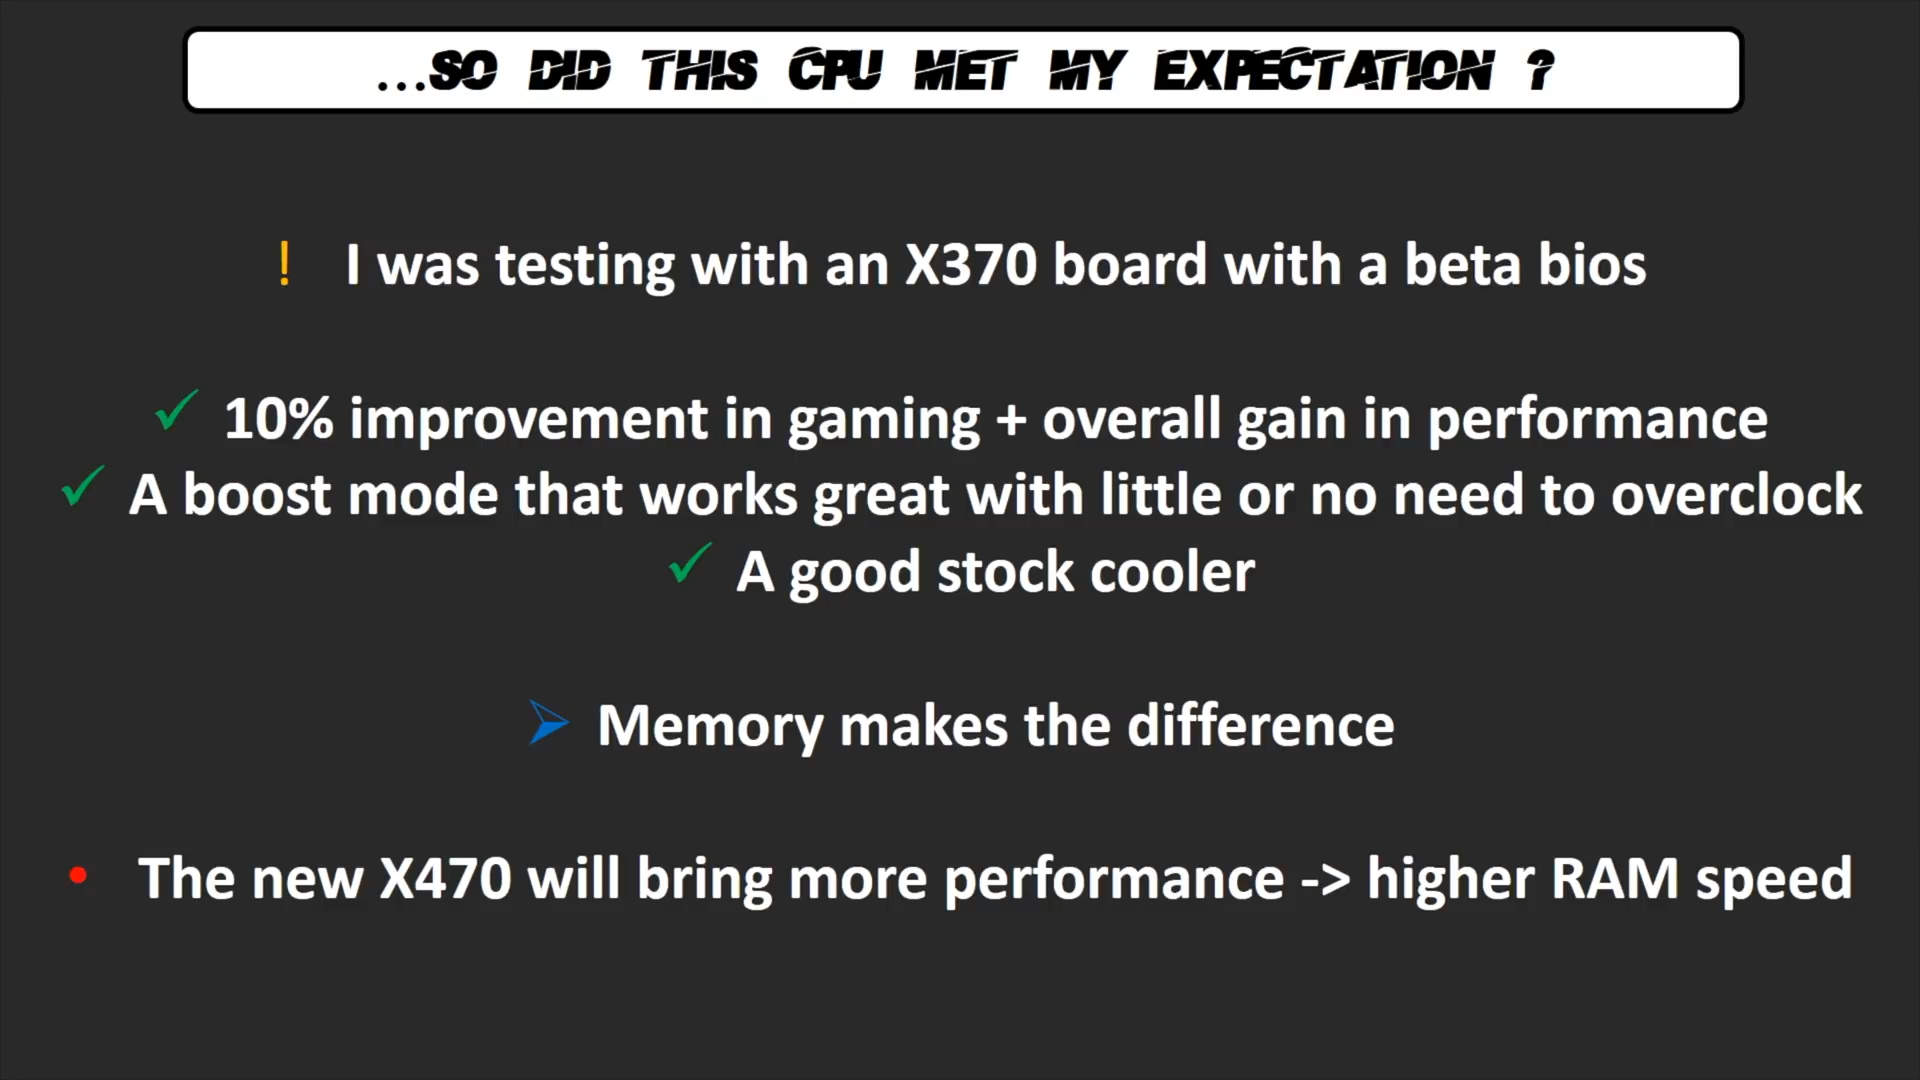 ...SO DID THIS CPU MET MY EXPECTATION ?
! I was testing with an X370 board with a beta bios
✓ 10% improvement in gaming + overall gain in performance
✓ A boost mode that works great with little or no need to overclock
✓ A good stock cooler
➢ Memory makes the difference
• The new X470 will bring more performance -> higher RAM speed